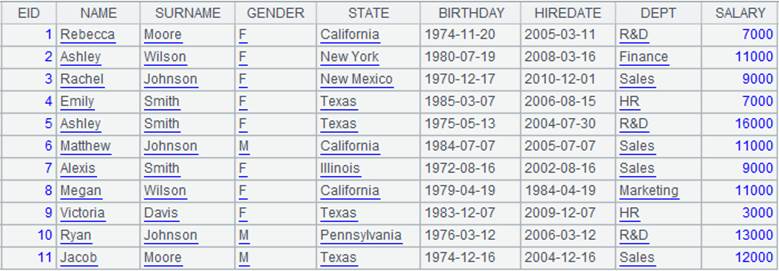 EID NAME SURNAME GENDER STATE BIRTHDAY HIREDATE DEPT SALARY
1 Rebecca Moore F California 1974-11-20 2005-03-11 R&D 7000
2 Ashley Wilson F New York 1980-07-19 2008-03-16 Finance 11000
3 Rachel Johnson F New Mexico 1970-12-17 2010-12-01 Sales 9000
4 Emily Smith F Texas 1985-03-07 2006-08-15 HR 7000
5 Ashley Smith F Texas 1975-05-13 2004-07-30 R&D 16000
6 Matthew Johnson M California 1984-07-07 2005-07-07 Sales 11000
7 Alexis Smith F Illinois 1972-08-16 2002-08-16 Sales 9000
8 Megan Wilson F California 1979-04-19 1984-04-19 Marketing 11000
9 Victoria Davis F Texas 1983-12-07 2009-12-07 HR 3000
10 Ryan Johnson M Pennsylvania 1976-03-12 2006-03-12 R&D 13000
11 Jacob Moore M Texas 1974-12-16 2004-12-16 Sales 12000